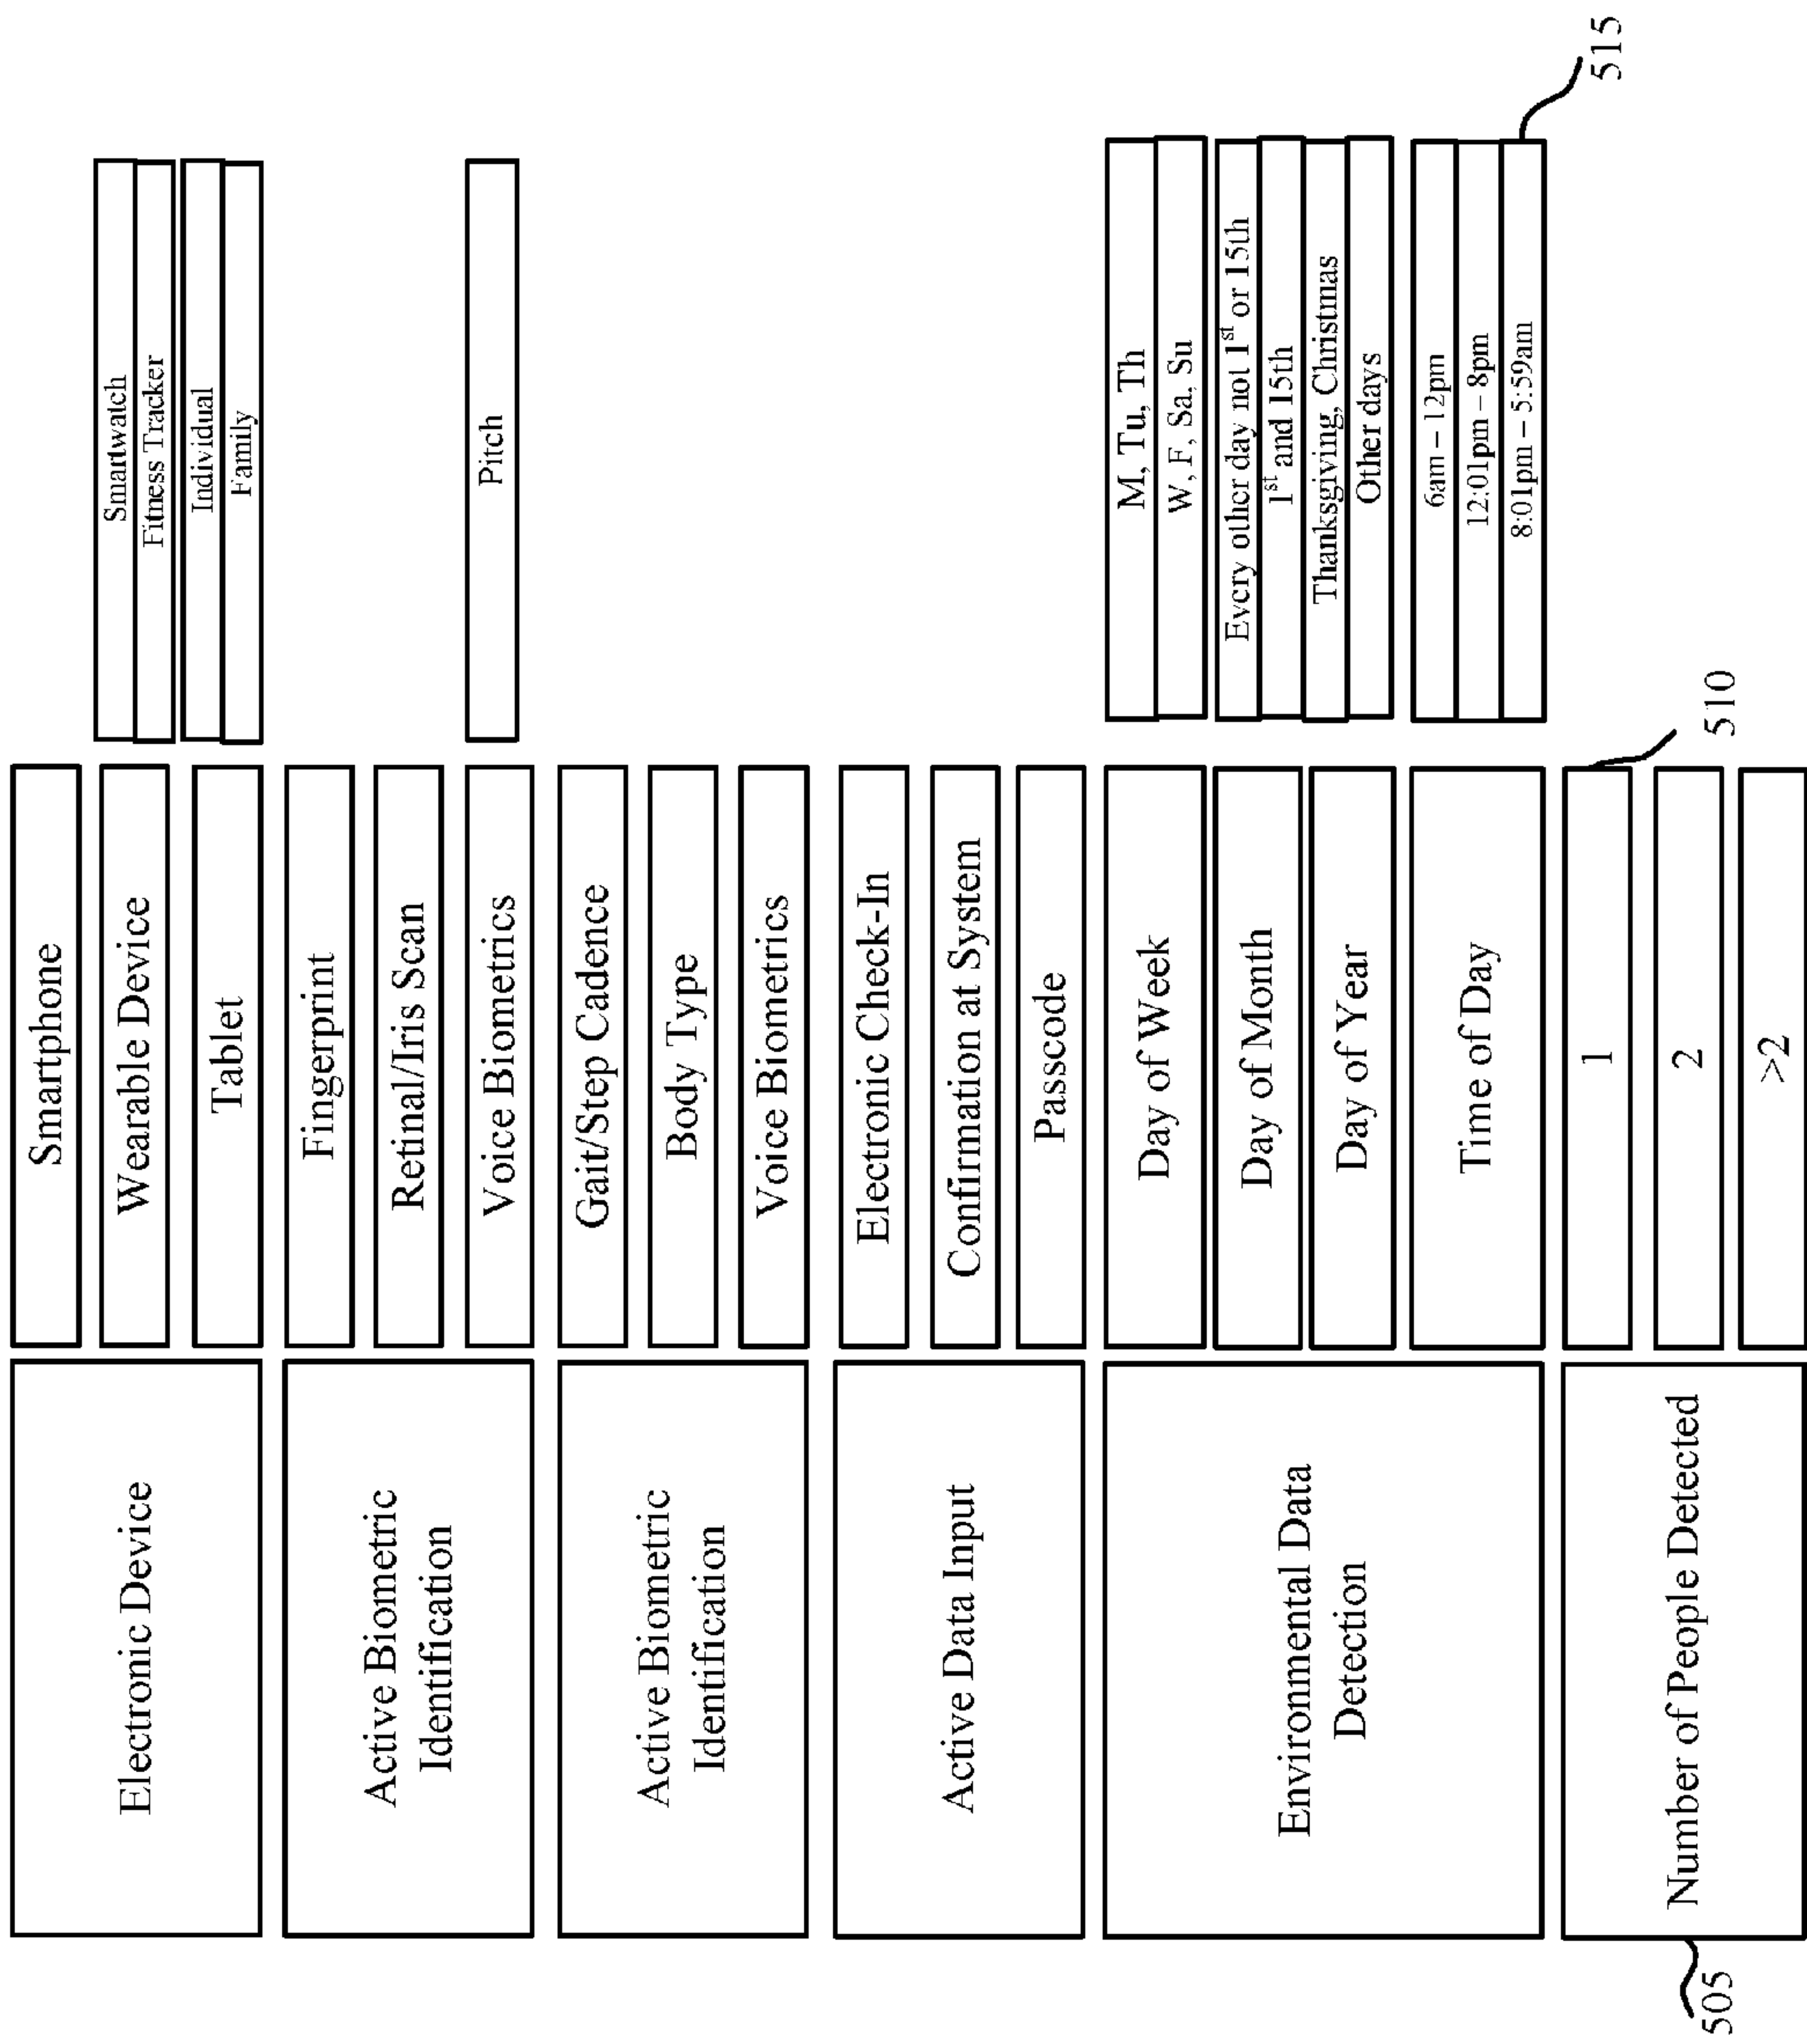 Electronic Device
Smartphone
Wearable Device
Smartwatch
Fitness Tracker
Tablet
Individual
Family
Active Biometric
Identification
Fingerprint
Retinal/Iris Scan
Voice Biometrics
Pitch
Active Biometric
Identification
Gait/Step Cadence
Body Type
Voice Biometrics
Active Data Input
Electronic Check-In
Confirmation at System
Passcode
Environmental Data
Detection
Day of Week
M, Tu, Th
W, F, Sa, Su
Day of Month
Every other day not 1st or 15th
1st and 15th
Day of Year
Thanksgiving, Christmas
Other days
Time of Day
6am – 12pm
12:01pm – 8pm
8:01pm – 5:59am
515
Number of People Detected
1
2
>2
505
510